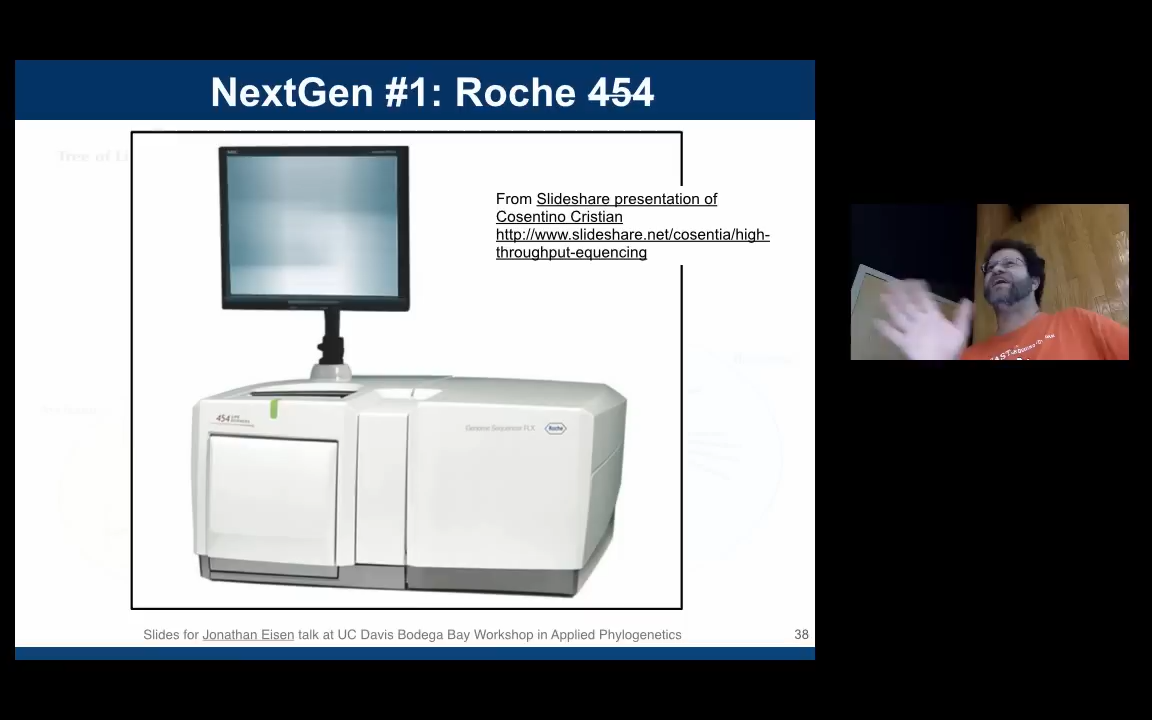 NextGen #1: Roche 454
From Slideshare presentation of
Cosentino Cristian
http://www.slideshare.net/cosentia/high-
throughput-equencing
454
Genome Sequencer FLX
Roche
Slides for Jonathan Eisen talk at UC Davis Bodega Bay Workshop in Applied Phylogenetics
38